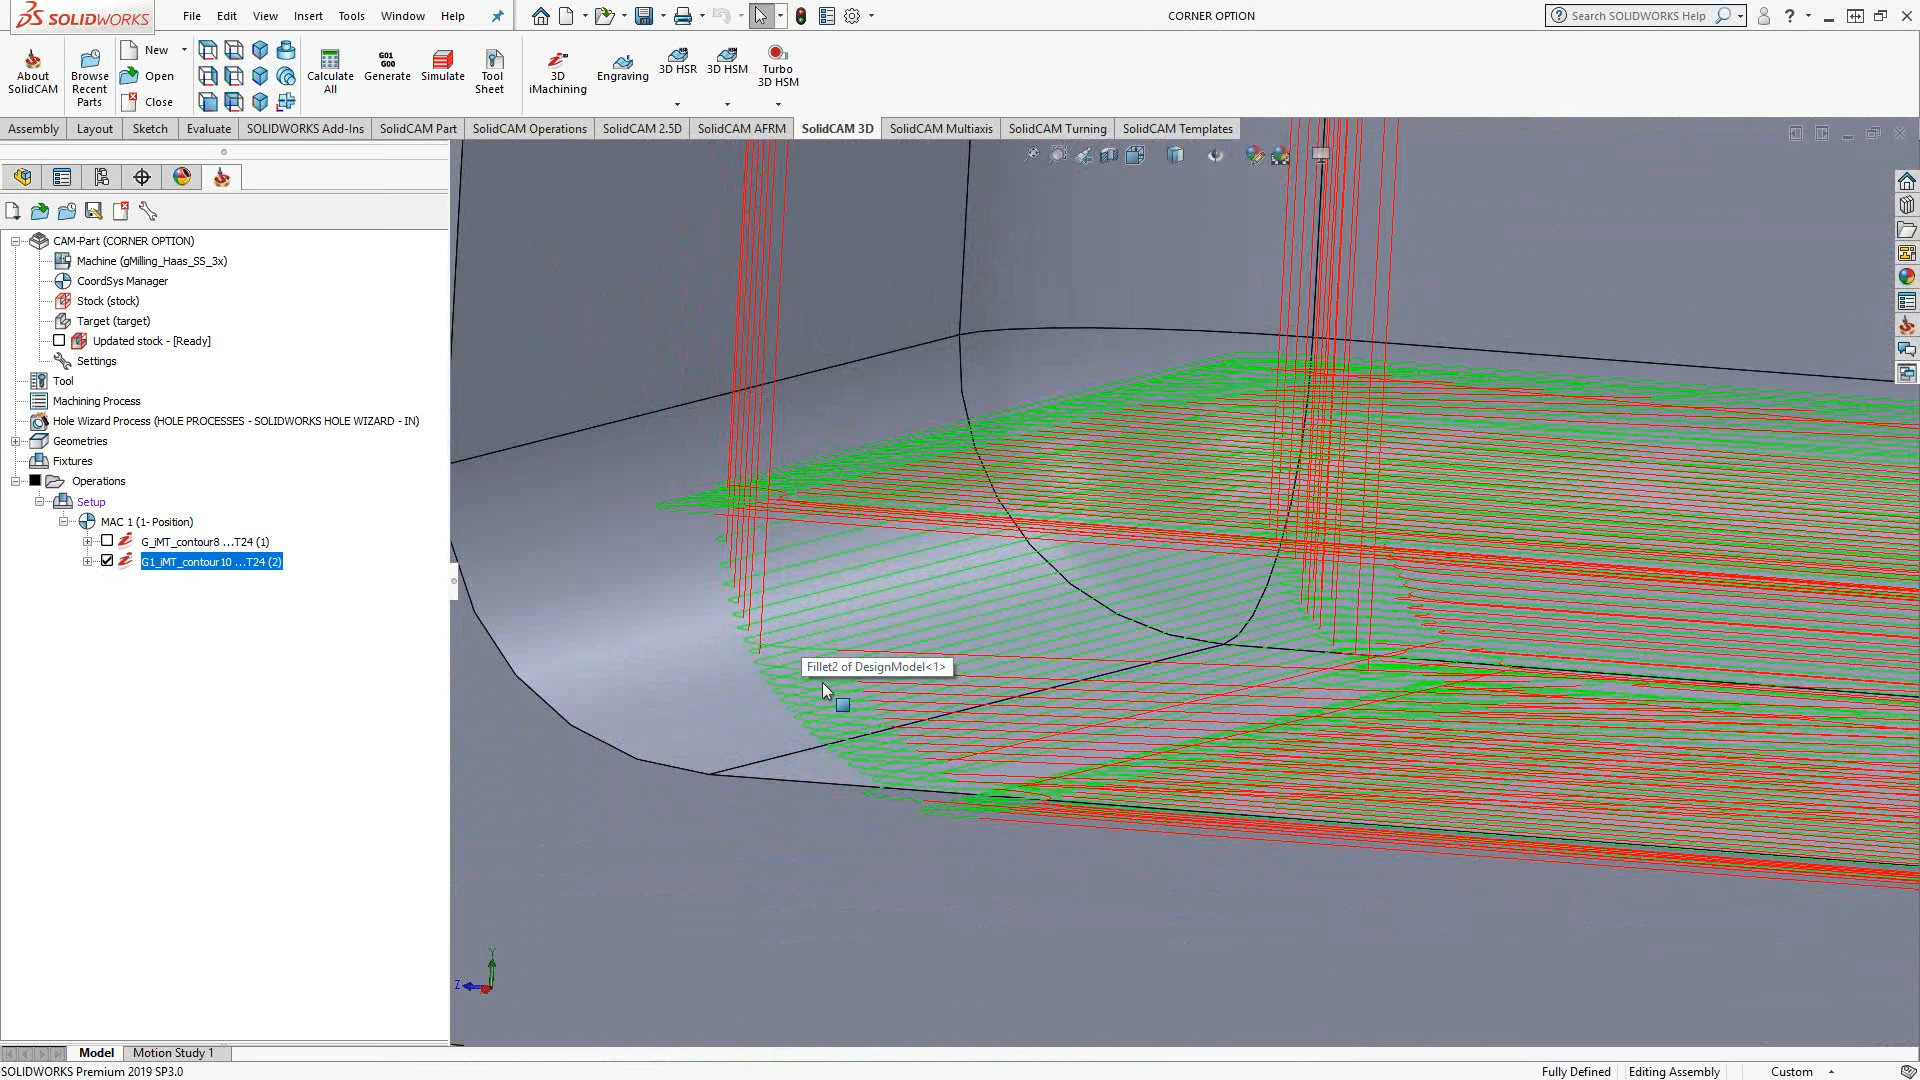 SOLIDWORKS
File Edit View Insert Tools Window Help
CORNER OPTION
Search SOLIDWORKS Help
About SolidCAM
Browse Recent Parts
New
Open
Close
Calculate All
G01 G00
Generate
Simulate
Tool Sheet
3D iMachining
Engraving
3D HSR
3D HSM
Turbo 3D HSM
Assembly Layout Sketch Evaluate SOLIDWORKS Add-Ins SolidCAM Part SolidCAM Operations SolidCAM 2.5D SolidCAM AFRM SolidCAM 3D SolidCAM Multiaxis SolidCAM Turning SolidCAM Templates
CAM-Part (CORNER OPTION)
Machine (gMilling_Haas_SS_3x)
CoordSys Manager
Stock (stock)
Target (target)
Updated stock - [Ready]
Settings
Tool
Machining Process
Hole Wizard Process (HOLE PROCESSES - SOLIDWORKS HOLE WIZARD - IN)
Geometries
Fixtures
Operations
Setup
MAC 1 (1- Position)
G_iMT_contour8 ...T24 (1)
G1_iMT_contour10 ...T24 (2)
Fillet2 of DesignModel<1>
Y
Z
Model Motion Study 1
SOLIDWORKS Premium 2019 SP3.0
Fully Defined Editing Assembly Custom